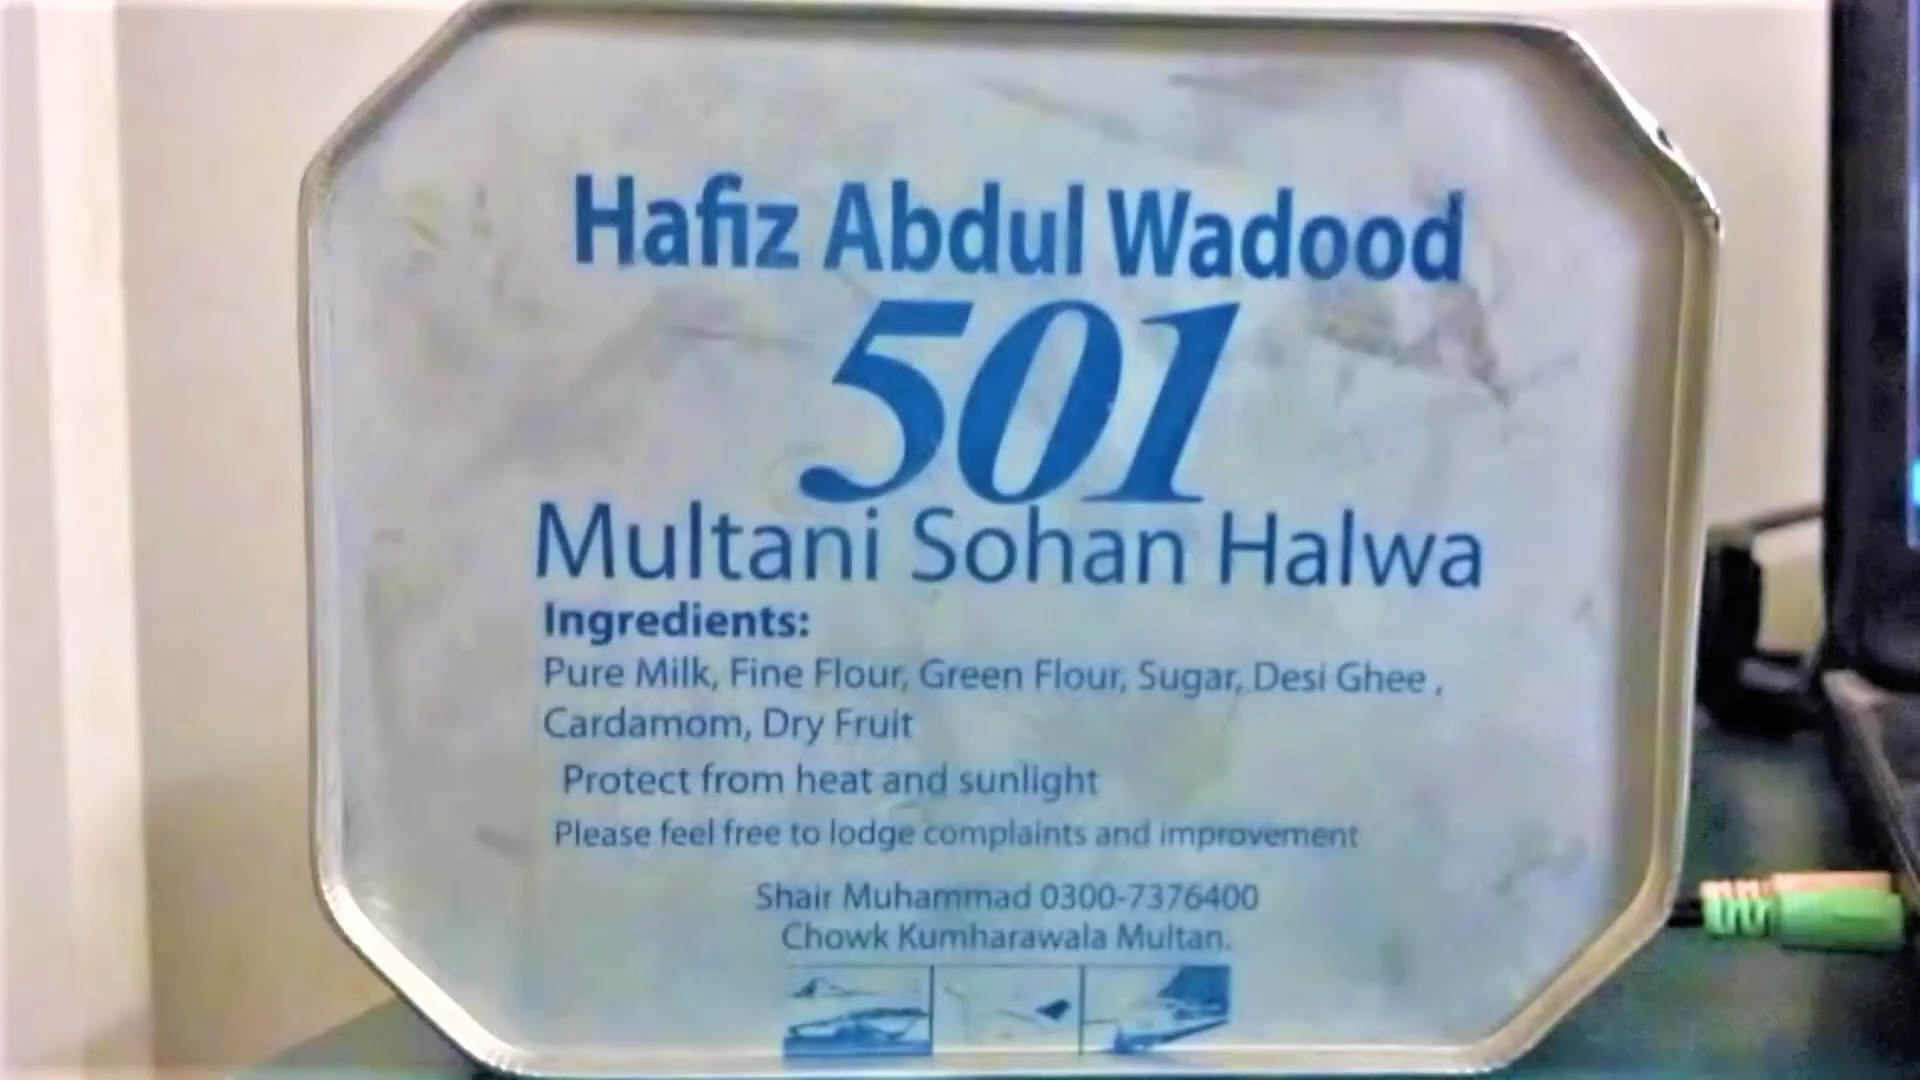 Hafiz Abdul Wadood
501
Multani Sohan Halwa
Ingredients:
Pure Milk, Fine Flour, Green Flour, Sugar, Desi Ghee ,
Cardamom, Dry Fruit
Protect from heat and sunlight
Please feel free to lodge complaints and improvement
Shair Muhammad 0300-7376400
Chowk Kumharawala Multan.